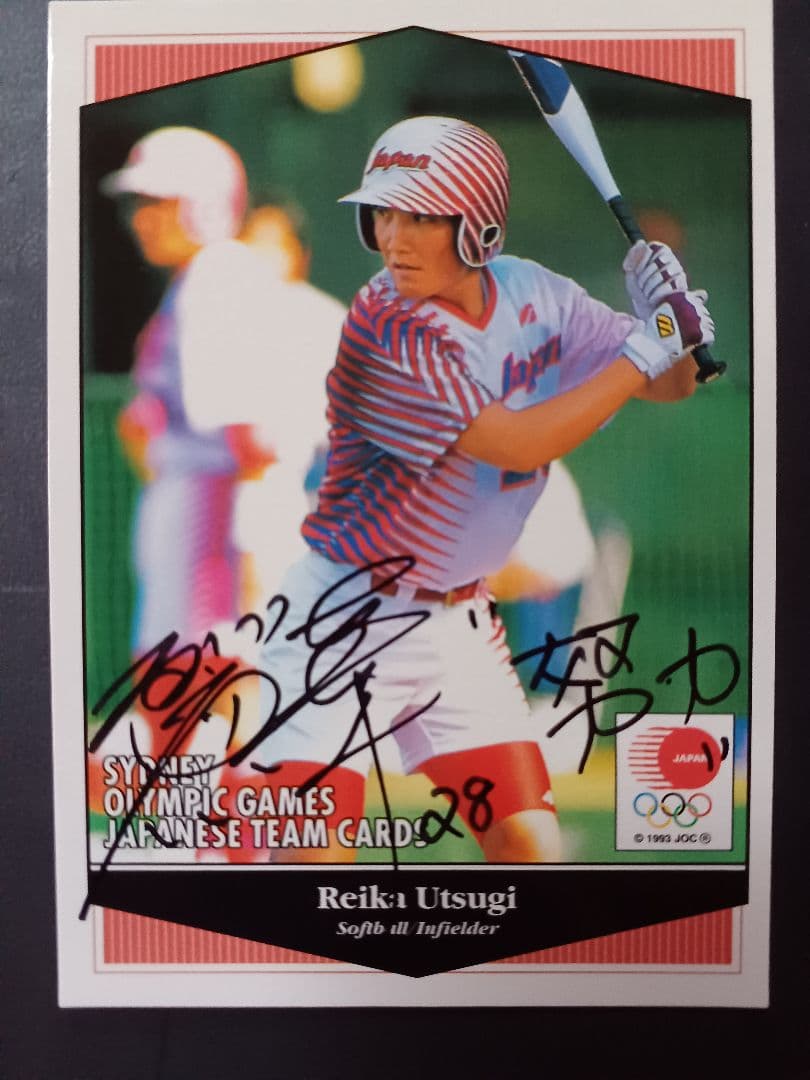 Japan
Japan
"努力"
28
SYDNEY
OLYMPIC GAMES
JAPANESE TEAM CARDS
JAPAN
© 1993 JOC ®
Reika Utsugi
Softball/Infielder